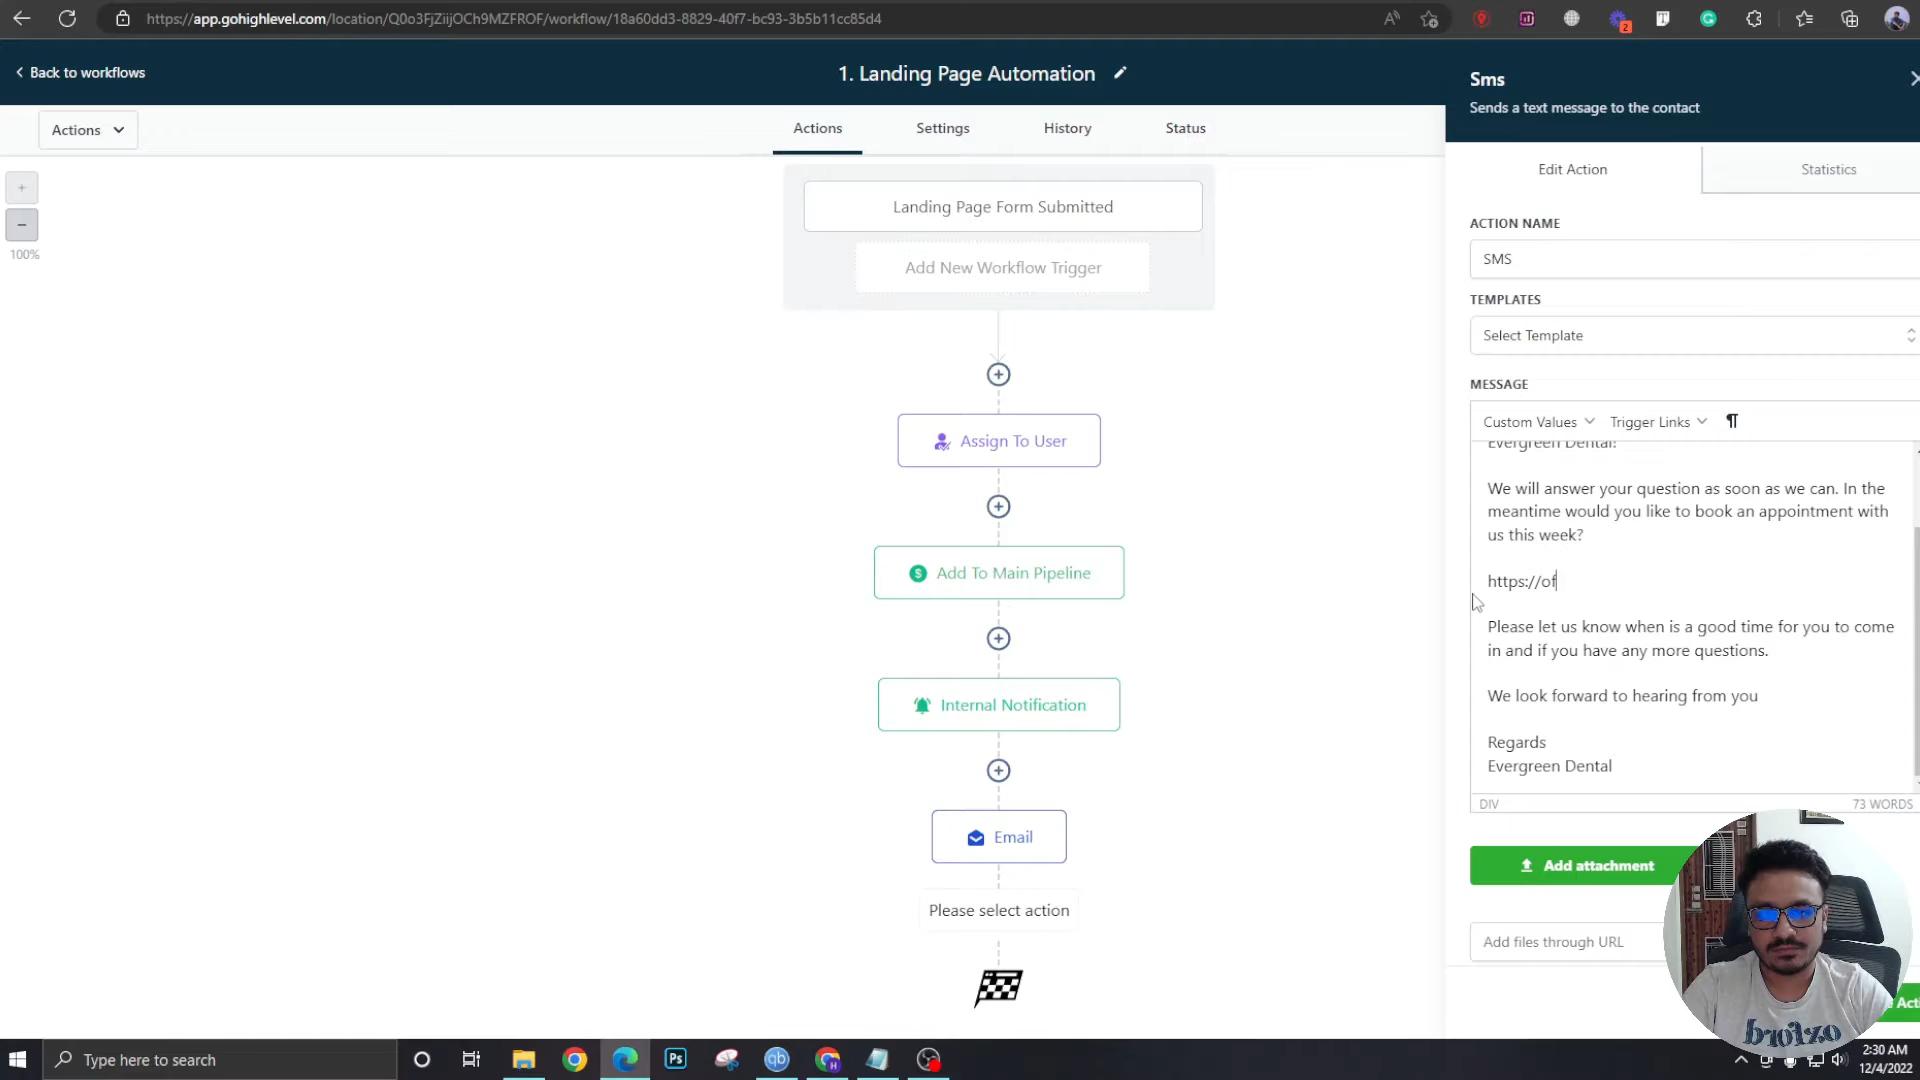 https://app.gohighlevel.com/location/Q0o3FjZiijOCh9MZFROF/workflow/18a60dd3-8829-40f7-bc93-3b5b11cc85d4
2
Back to workflows
1. Landing Page Automation
Sms
Sends a text message to the contact
Actions
Actions
Settings
History
Status
Edit Action
Statistics
100%
Landing Page Form Submitted
Add New Workflow Trigger
ACTION NAME
SMS
TEMPLATES
Select Template
MESSAGE
Custom Values
Trigger Links
Evergreen Dental!
We will answer your question as soon as we can. In the
meantime would you like to book an appointment with
us this week?
https://of
Please let us know when is a good time for you to come
in and if you have any more questions.
We look forward to hearing from you
Regards
Evergreen Dental
DIV
73 WORDS
Assign To User
Add To Main Pipeline
Internal Notification
Email
Please select action
Add attachment
Add files through URL
Type here to search
Ps
qb
2:30 AM
12/4/2022